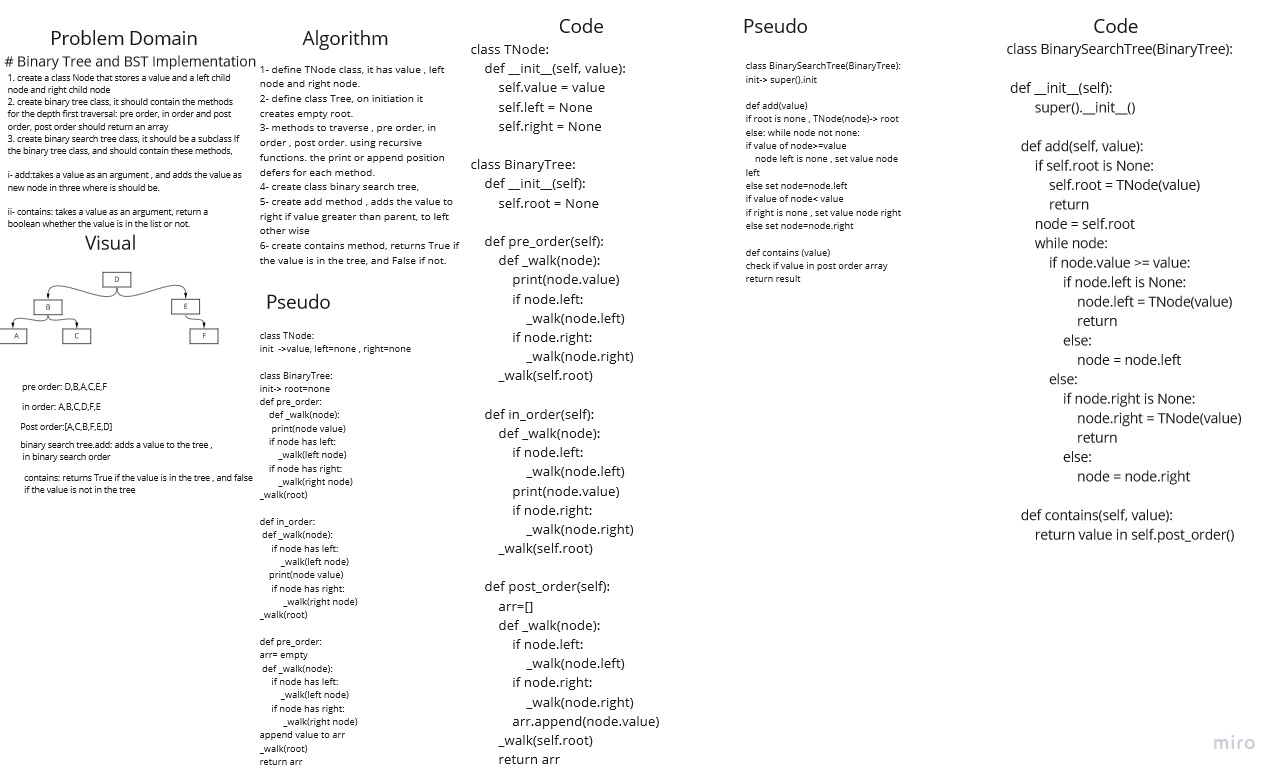 Problem Domain
# Binary Tree and BST Implementation
1. create a class Node that stores a value and a left child
node and right child node
2. create binary tree class, it should contain the methods
for the depth first traversal: pre order, in order and post
order, post order should return an array
3. create binary search tree class, it should be a subclass lf
the binary tree class, and should contain these methods,
i- add:takes a value as an argument , and adds the value as
new node in three where is should be.
ii- contains: takes a value as an argument, return a
boolean whether the value is in the list or not.
Visual
D
B
E
A
C
F
pre order: D,B,A,C,E,F
in order: A,B,C,D,F,E
Post order:[A,C,B,F,E,D]
binary search tree.add: adds a value to the tree ,
in binary search order
contains: returns True if the value is in the tree , and false
if the value is not in the tree
Algorithm
1- define TNode class, it has value , left
node and right node.
2- define class Tree, on initiation it
creates empty root.
3- methods to traverse , pre order, in
order , post order. using recursive
functions. the print or append position
defers for each method.
4- create class binary search tree,
5- create add method , adds the value to
right if value greater than parent, to left
other wise
6- create contains method, returns True if
the value is in the tree, and False if not.
Pseudo
class TNode:
init ->value, left=none , right=none
class BinaryTree:
init-> root=none
def pre_order:
def _walk(node):
print(node value)
if node has left:
_walk(left node)
if node has right:
_walk(right node)
_walk(root)
def in_order:
def _walk(node):
if node has left:
_walk(left node)
print(node value)
if node has right:
_walk(right node)
_walk(root)
def pre_order:
arr= empty
def _walk(node):
if node has left:
_walk(left node)
if node has right:
_walk(right node)
append value to arr
_walk(root)
return arr
Code
class TNode:
def __init__(self, value):
self.value = value
self.left = None
self.right = None
class BinaryTree:
def __init__(self):
self.root = None
def pre_order(self):
def _walk(node):
print(node.value)
if node.left:
_walk(node.left)
if node.right:
_walk(node.right)
_walk(self.root)
def in_order(self):
def _walk(node):
if node.left:
_walk(node.left)
print(node.value)
if node.right:
_walk(node.right)
_walk(self.root)
def post_order(self):
arr=[]
def _walk(node):
if node.left:
_walk(node.left)
if node.right:
_walk(node.right)
arr.append(node.value)
_walk(self.root)
return arr
Pseudo
class BinarySearchTree(BinaryTree):
init-> super().init
def add(value)
if root is none , TNode(node)-> root
else: while node not none:
if value of node>=value
node left is none , set value node
left
else set node=node.left
if value of node< value
if right is none , set value node right
else set node=node.right
def contains (value)
check if value in post order array
return result
Code
class BinarySearchTree(BinaryTree):
def __init__(self):
super().__init__()
def add(self, value):
if self.root is None:
self.root = TNode(value)
return
node = self.root
while node:
if node.value >= value:
if node.left is None:
node.left = TNode(value)
return
else:
node = node.left
else:
if node.right is None:
node.right = TNode(value)
return
else:
node = node.right
def contains(self, value):
return value in self.post_order()
miro